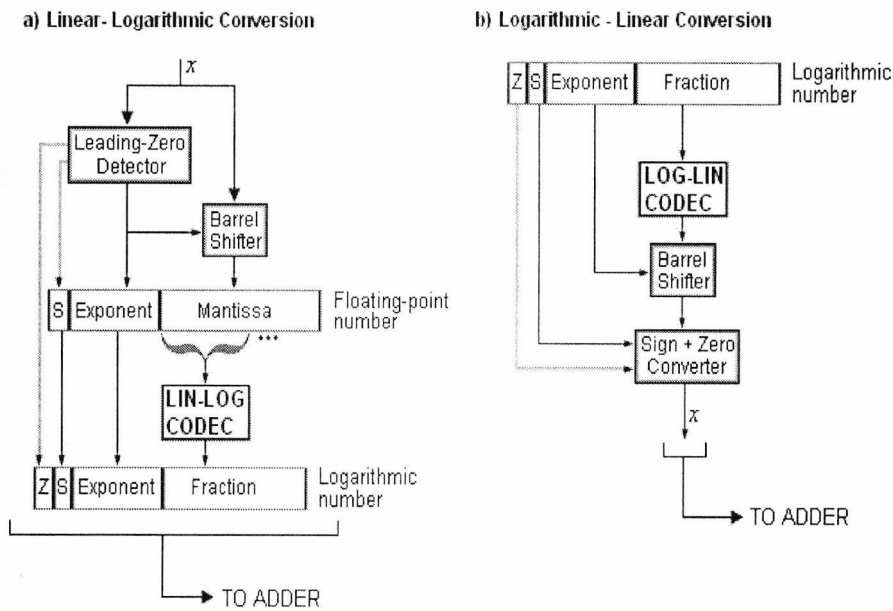 a) Linear- Logarithmic Conversion
x
Leading-Zero
Detector
Barrel
Shifter
S Exponent Mantissa
Floating-point
number
...
LIN-LOG
CODEC
Z S Exponent Fraction
Logarithmic
number
TO ADDER
b) Logarithmic - Linear Conversion
Z S Exponent Fraction
Logarithmic
number
LOG-LIN
CODEC
Barrel
Shifter
Sign + Zero
Converter
x
TO ADDER